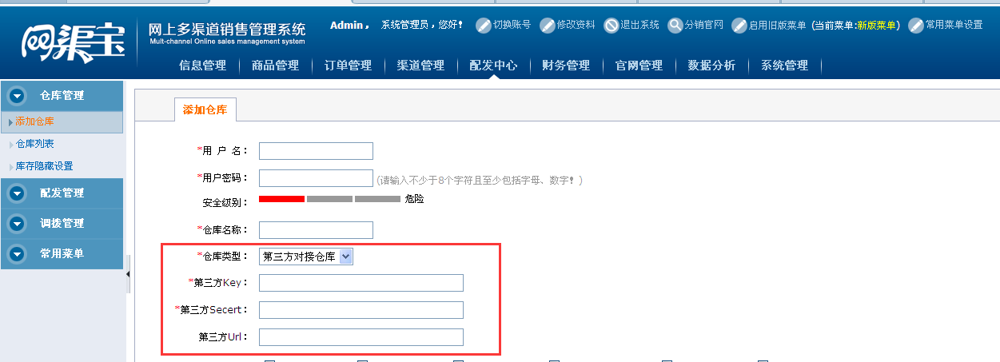 网渠宝
网上多渠道销售管理系统
Mult-channel Online sales management system
Admin， 系统管理员，您好！ 切换账号 修改资料 退出系统 分销官网 启用旧版菜单 (当前菜单:新版菜单) 常用菜单设置
信息管理 商品管理 订单管理 渠道管理 配发中心 财务管理 官网管理 数据分析 系统管理
仓库管理
添加仓库
仓库列表
库存隐藏设置
配发管理
调拨管理
常用菜单
添加仓库
*用 户 名：
*用户密码： (请输入不少于8个字符且至少包括字母、数字！)
安全级别： 危险
*仓库名称：
*仓库类型： 第三方对接仓库
*第三方Key：
*第三方Secert：
第三方Url：